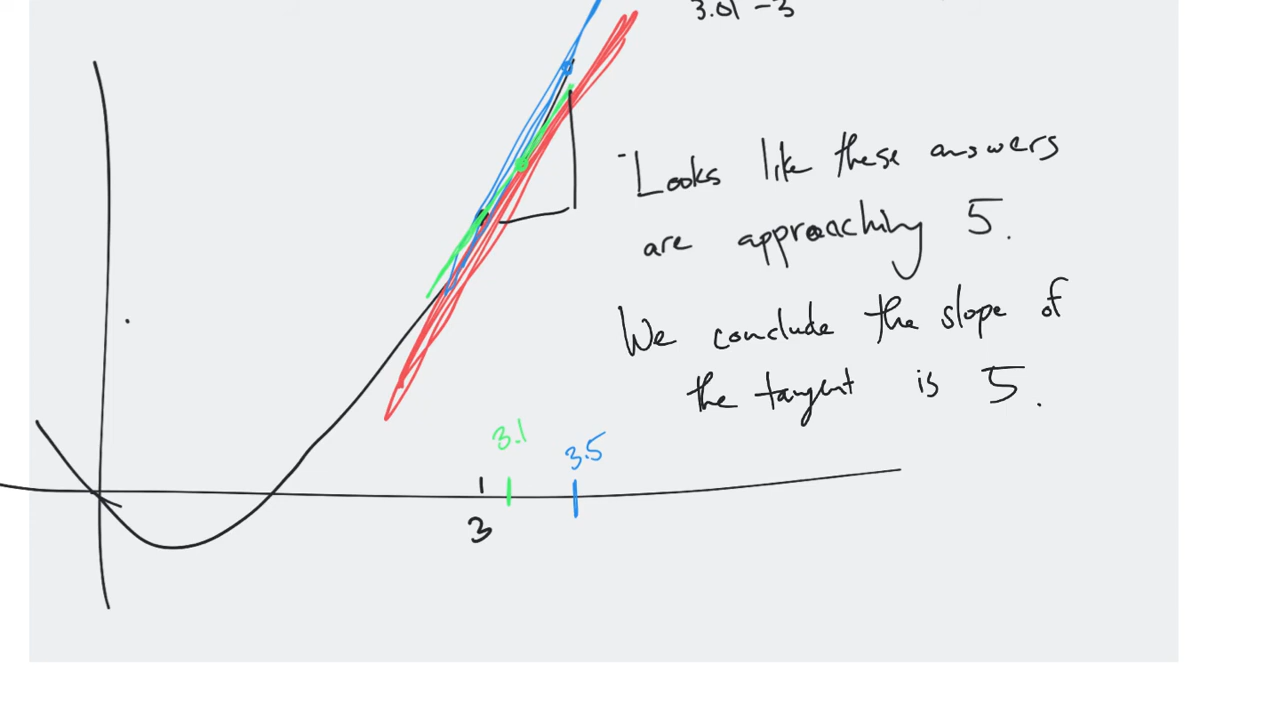 3.01 - 3
- Looks like these answers
are approaching 5.
We conclude the slope of
the tangent is 5.
3.1
3.5
3